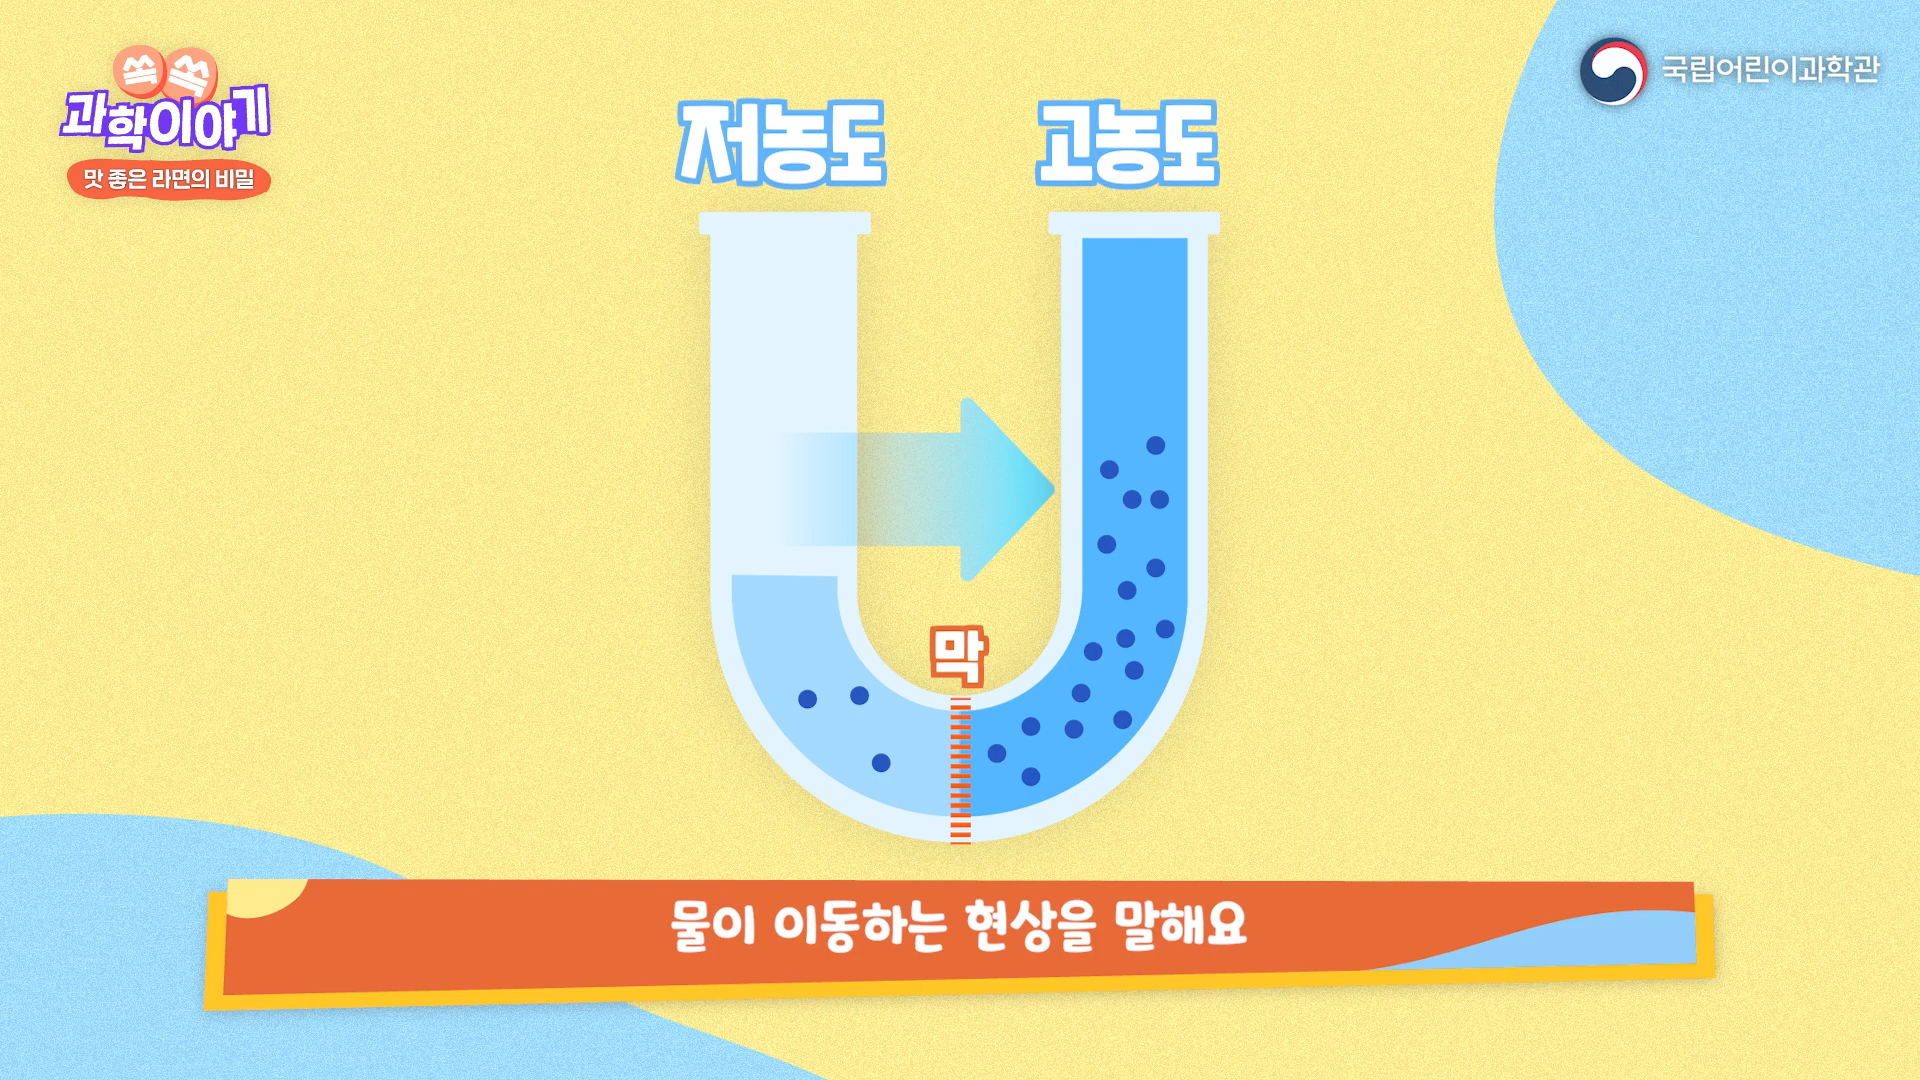 쏙쏙
과학이야기
맛 좋은 라면의 비밀
국립어린이과학관
저농도
고농도
막
물이 이동하는 현상을 말해요